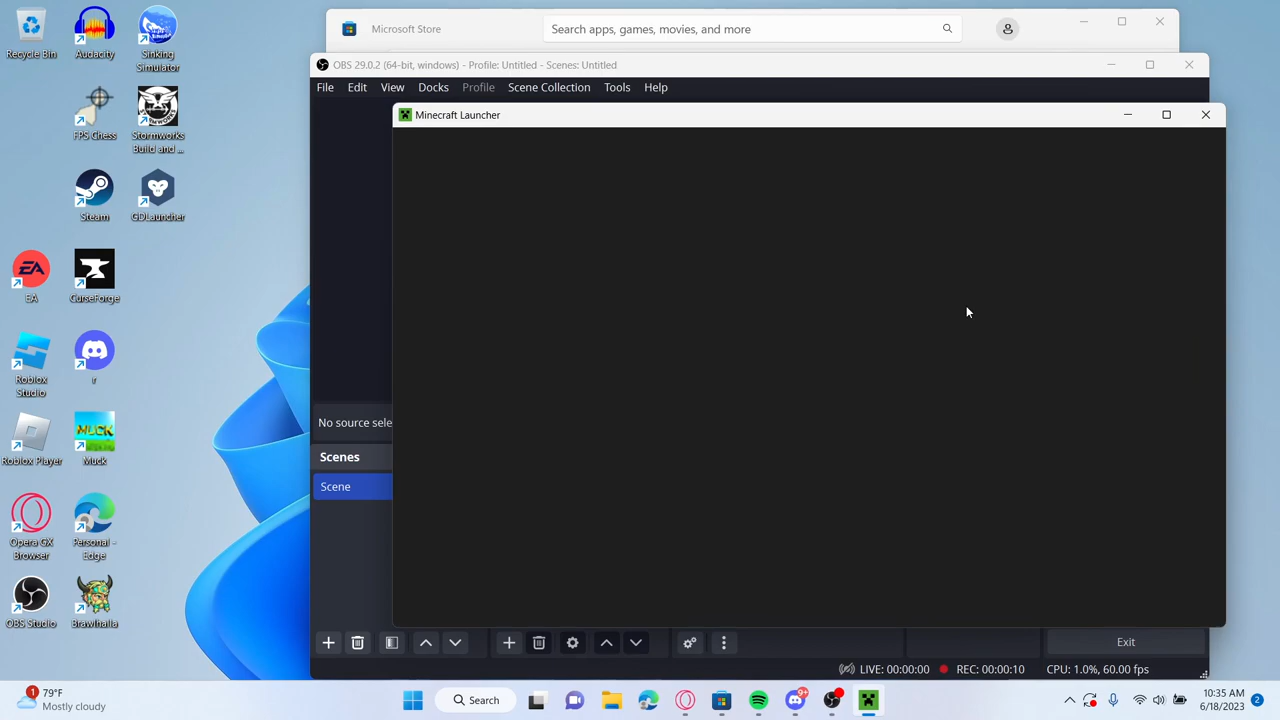 Recycle Bin
Audacity
Sinking
Simulator
FPS Chess
Stormworks
Build and ...
Steam
GDLauncher
EA
CurseForge
Roblox
Studio
r
Roblox Player
MUCK
Muck
Opera GX
Browser
Personal -
Edge
OBS Studio
Brawlhalla
Microsoft Store
Search apps, games, movies, and more
OBS 29.0.2 (64-bit, windows) - Profile: Untitled - Scenes: Untitled
File Edit View Docks Profile Scene Collection Tools Help
Minecraft Launcher
No source sele
Scenes
Scene
Exit
LIVE: 00:00:00 REC: 00:00:10 CPU: 1.0%, 60.00 fps
1
79°F
Mostly cloudy
Search
9+
10:35 AM
6/18/2023
2